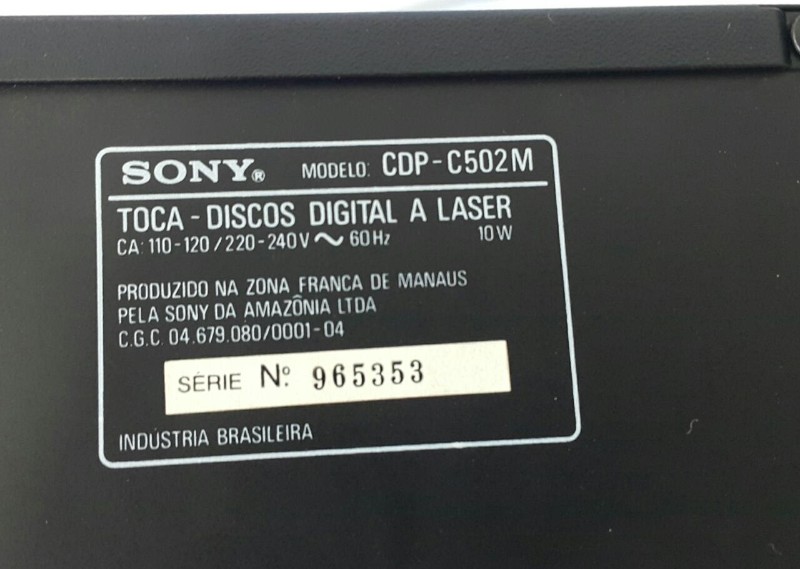 SONY® MODELO: CDP-C502M
TOCA-DISCOS DIGITAL A LASER
CA: 110-120/220-240V ~ 60Hz 10W
PRODUZIDO NA ZONA FRANCA DE MANAUS
PELA SONY DA AMAZÔNIA LTDA
C.G.C. 04.679.080/0001-04
SÉRIE Nº 965353
INDÚSTRIA BRASILEIRA